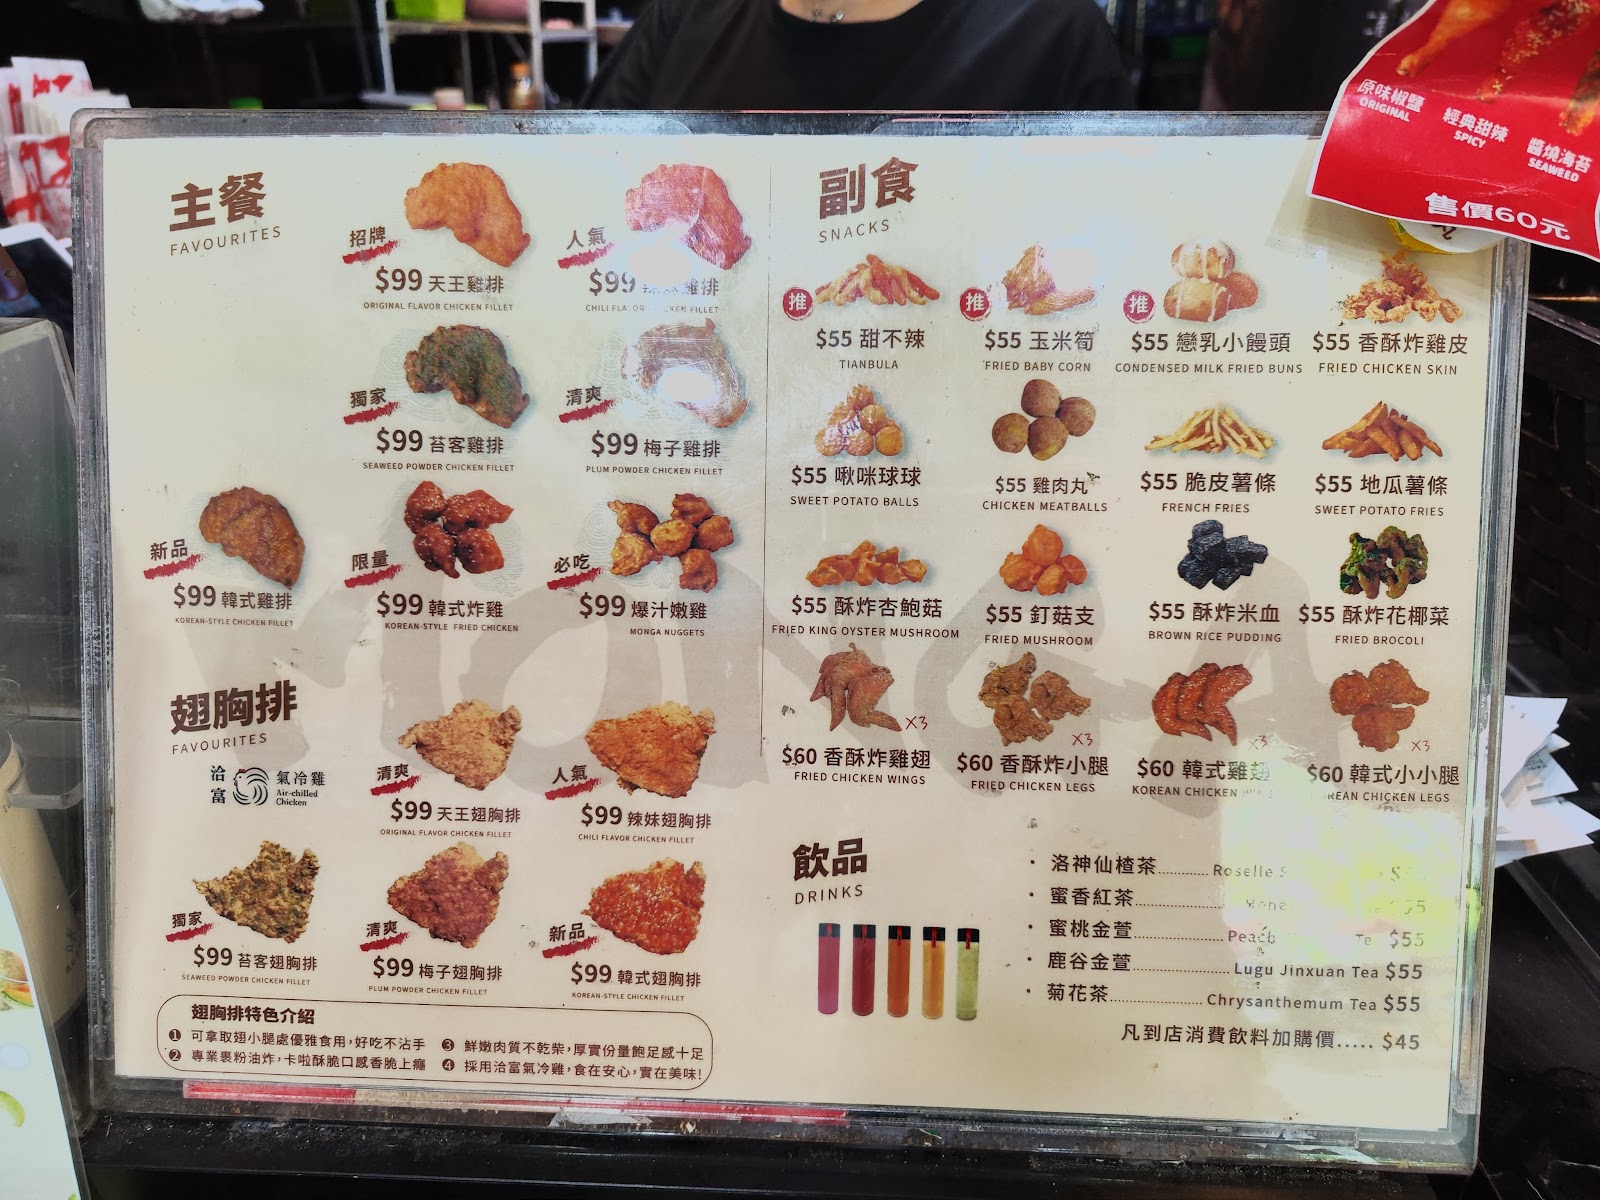 主餐
FAVOURITES
招牌
$99 天王雞排
ORIGINAL FLAVOR CHICKEN FILLET
人氣
$99 雞排
CHILI FLAVOR CHICKEN FILLET
獨家
$99 苔客雞排
SEAWEED POWDER CHICKEN FILLET
清爽
$99 梅子雞排
PLUM POWDER CHICKEN FILLET
新品
$99 韓式雞排
KOREAN-STYLE CHICKEN FILLET
限量
$99 韓式炸雞
KOREAN-STYLE FRIED CHICKEN
必吃
$99 爆汁嫩雞
MONGA NUGGETS
翅胸排
FAVOURITES
洽富
氣冷雞
Air-chilled
Chicken
清爽
$99 天王翅胸排
ORIGINAL FLAVOR CHICKEN FILLET
人氣
$99 辣妹翅胸排
CHILI FLAVOR CHICKEN FILLET
獨家
$99 苔客翅胸排
SEAWEED POWDER CHICKEN FILLET
清爽
$99 梅子翅胸排
PLUM POWDER CHICKEN FILLET
新品
$99 韓式翅胸排
KOREAN-STYLE CHICKEN FILLET
翅胸排特色介紹
❶ 可拿取翅小腿處優雅食用,好吃不沾手
❷ 專業裹粉油炸,卡啦酥脆口感香脆上癮
❸ 鮮嫩肉質不乾柴,厚實份量飽足感十足
❹ 採用洽富氣冷雞,食在安心,實在美味!
副食
SNACKS
推
$55 甜不辣
TIANBULA
推
$55 玉米筍
FRIED BABY CORN
推
$55 戀乳小饅頭
CONDENSED MILK FRIED BUNS
$55 香酥炸雞皮
FRIED CHICKEN SKIN
$55 啾咪球球
SWEET POTATO BALLS
$55 雞肉丸
CHICKEN MEATBALLS
$55 脆皮薯條
FRENCH FRIES
$55 地瓜薯條
SWEET POTATO FRIES
$55 酥炸杏鮑菇
FRIED KING OYSTER MUSHROOM
$55 釘菇支
FRIED MUSHROOM
$55 酥炸米血
BROWN RICE PUDDING
$55 酥炸花椰菜
FRIED BROCOLI
X3
$60 香酥炸雞翅
FRIED CHICKEN WINGS
X3
$60 香酥炸小腿
FRIED CHICKEN LEGS
X3
$60 韓式雞翅
KOREAN CHICKEN
X3
$60 韓式小小腿
KOREAN CHICKEN LEGS
飲品
DRINKS
· 洛神仙楂茶 Roselle
· 蜜香紅茶
· 蜜桃金萱 Peach $55
· 鹿谷金萱 Lugu Jinxuan Tea $55
· 菊花茶 Chrysanthemum Tea $55
凡到店消費飲料加購價..... $45
MONGA
原味椒鹽
ORIGINAL
經典甜辣
SPICY
醬燒海苔
SEAWEED
售價60元